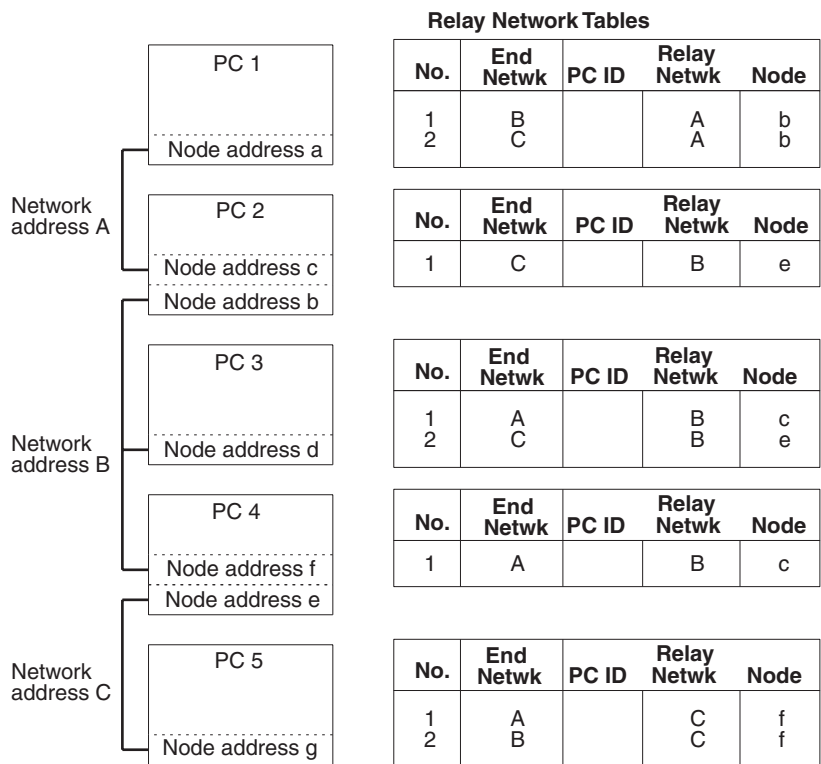 Relay Network Tables
PC 1
Node address a
No. End Netwk PC ID Relay Netwk Node
1 B A b
2 C A b
Network address A
PC 2
Node address c
Node address b
No. End Netwk PC ID Relay Netwk Node
1 C B e
Network address B
PC 3
Node address d
No. End Netwk PC ID Relay Netwk Node
1 A B c
2 C B e
PC 4
Node address f
Node address e
No. End Netwk PC ID Relay Netwk Node
1 A B c
Network address C
PC 5
Node address g
No. End Netwk PC ID Relay Netwk Node
1 A C f
2 B C f